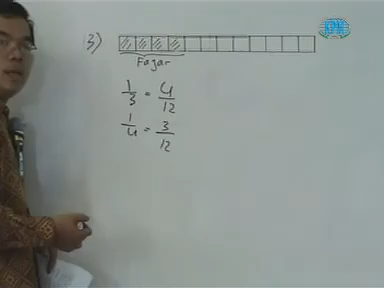 3)
Fajar
1/3 = 4/12
1/4 = 3/12